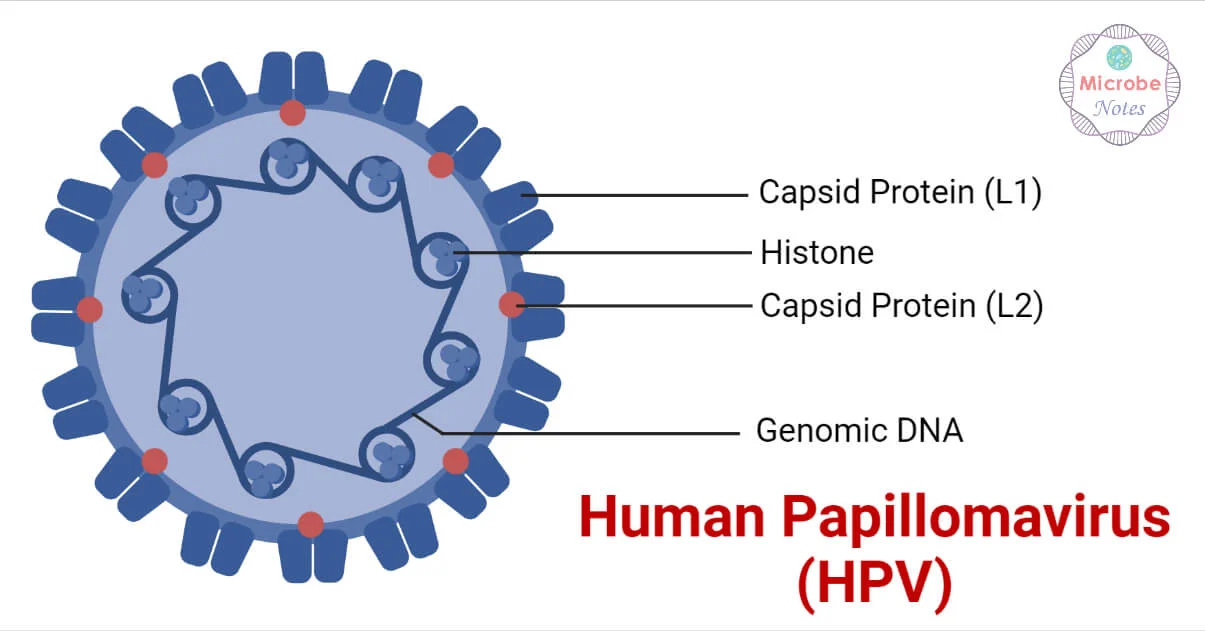 Microbe
Notes
Capsid Protein (L1)
Histone
Capsid Protein (L2)
Genomic DNA
Human Papillomavirus
(HPV)